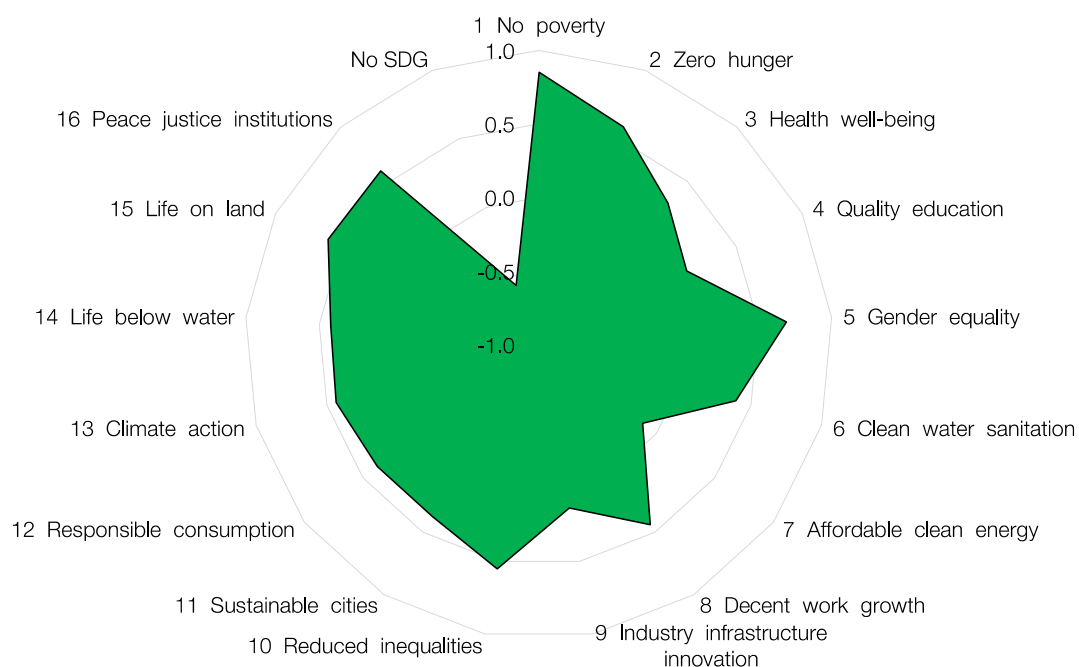 1 No poverty
1.0
No SDG
2 Zero hunger
16 Peace justice institutions
0.5
3 Health well-being
15 Life on land
0.0
4 Quality education
-0.5
14 Life below water
5 Gender equality
-1.0
13 Climate action
6 Clean water sanitation
12 Responsible consumption
7 Affordable clean energy
11 Sustainable cities
8 Decent work growth
10 Reduced inequalities
9 Industry infrastructure
innovation